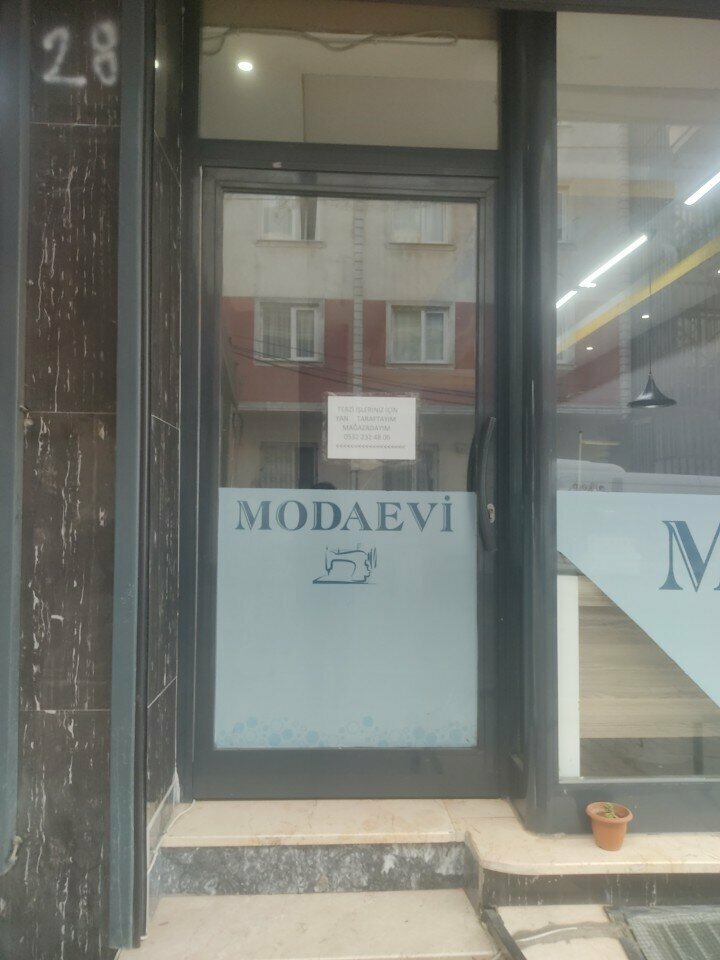 28
TERZİ İŞLERİNİZ İÇİN
YAN TARAFTAYIM
MAĞAZADAYIM
0532 232 48 06
<<<<<<<<<<<<<<<<<<<<
MODAEVİ
M